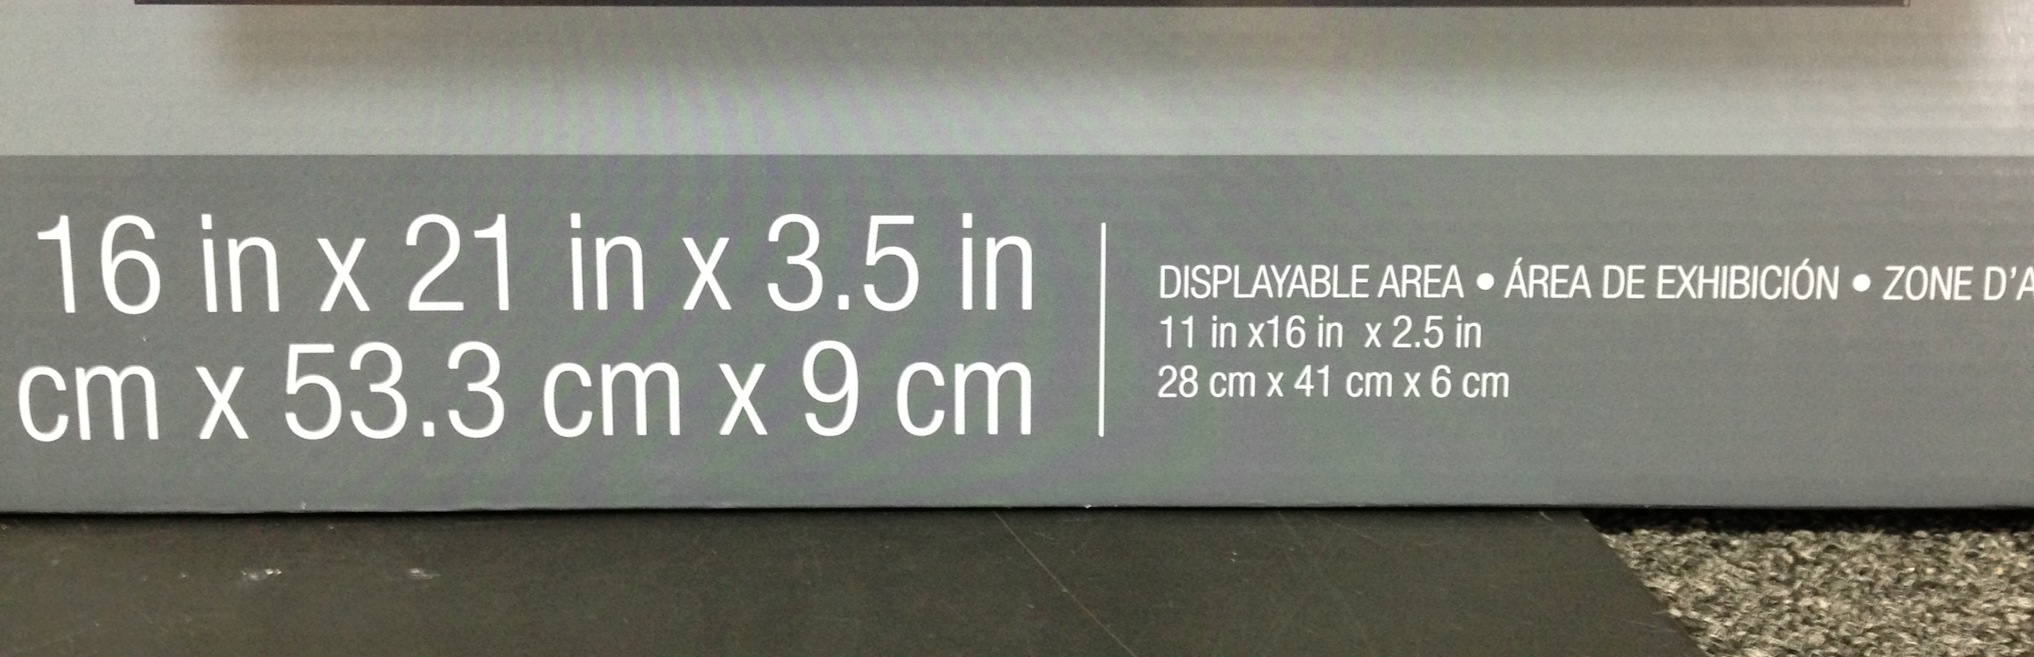 16 in x 21 in x 3.5 in
cm x 53.3 cm x 9 cm
DISPLAYABLE AREA • ÁREA DE EXHIBICIÓN • ZONE D'A
11 in x16 in x 2.5 in
28 cm x 41 cm x 6 cm